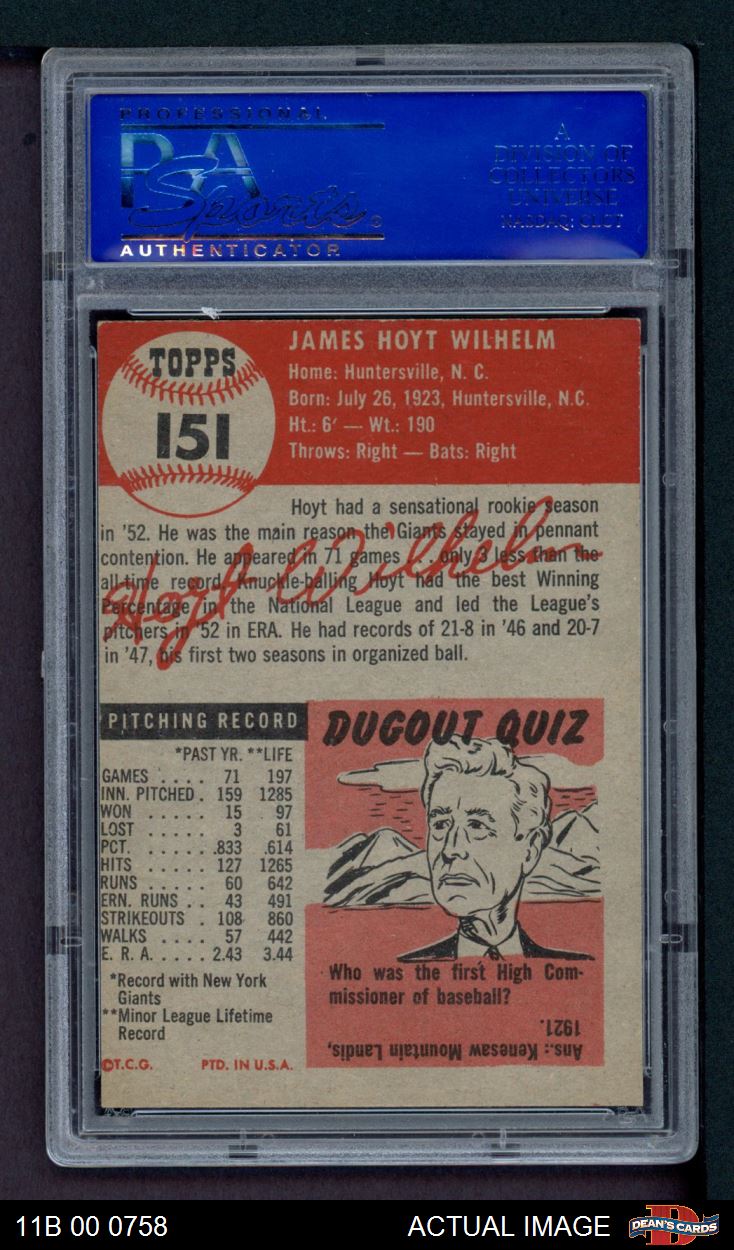 PROFESSIONAL
PSA
Sports
AUTHENTICATOR
A
DIVISION OF
COLLECTORS
UNIVERSE
NASDAQ: CLCT
TOPPS
151
JAMES HOYT WILHELM
Home: Huntersville, N. C.
Born: July 26, 1923, Huntersville, N.C.
Ht.: 6' — Wt.: 190
Throws: Right — Bats: Right
Hoyt had a sensational rookie season
in '52. He was the main reason the Giants stayed in pennant
contention. He appeared in 71 games . . . only 3 less than the
all-time record. Knuckle-balling Hoyt had the best Winning
Percentage in the National League and led the League's
pitchers in '52 in ERA. He had records of 21-8 in '46 and 20-7
in '47, his first two seasons in organized ball.
Hoyt Wilhelm
PITCHING RECORD
*PAST YR. **LIFE
GAMES . . . . 71 197
INN. PITCHED . 159 1285
WON . . . . . 15 97
LOST . . . . . 3 61
PCT. . . . . . .833 .614
HITS . . . . . 127 1265
RUNS . . . . . 60 642
ERN. RUNS . . 43 491
STRIKEOUTS . 108 860
WALKS . . . . 57 442
E. R. A. . . . . 2.43 3.44
*Record with New York
Giants
**Minor League Lifetime
Record
©T.C.G. PTD. IN U.S.A.
DUGOUT QUIZ
Who was the first High Com-
missioner of baseball?
Ans.: Kenesaw Mountain Landis,
1921.
11B 00 0758
ACTUAL IMAGE
D
DEAN'S CARDS